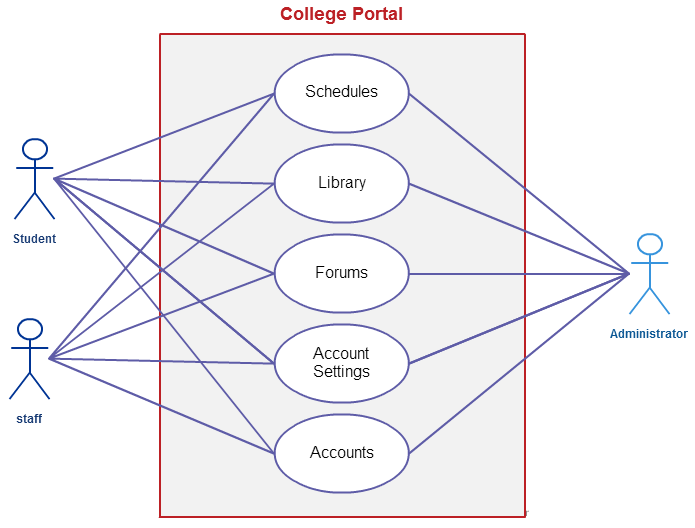 College Portal
Schedules
Library
Student
Forums
Administrator
Account
Settings
staff
Accounts